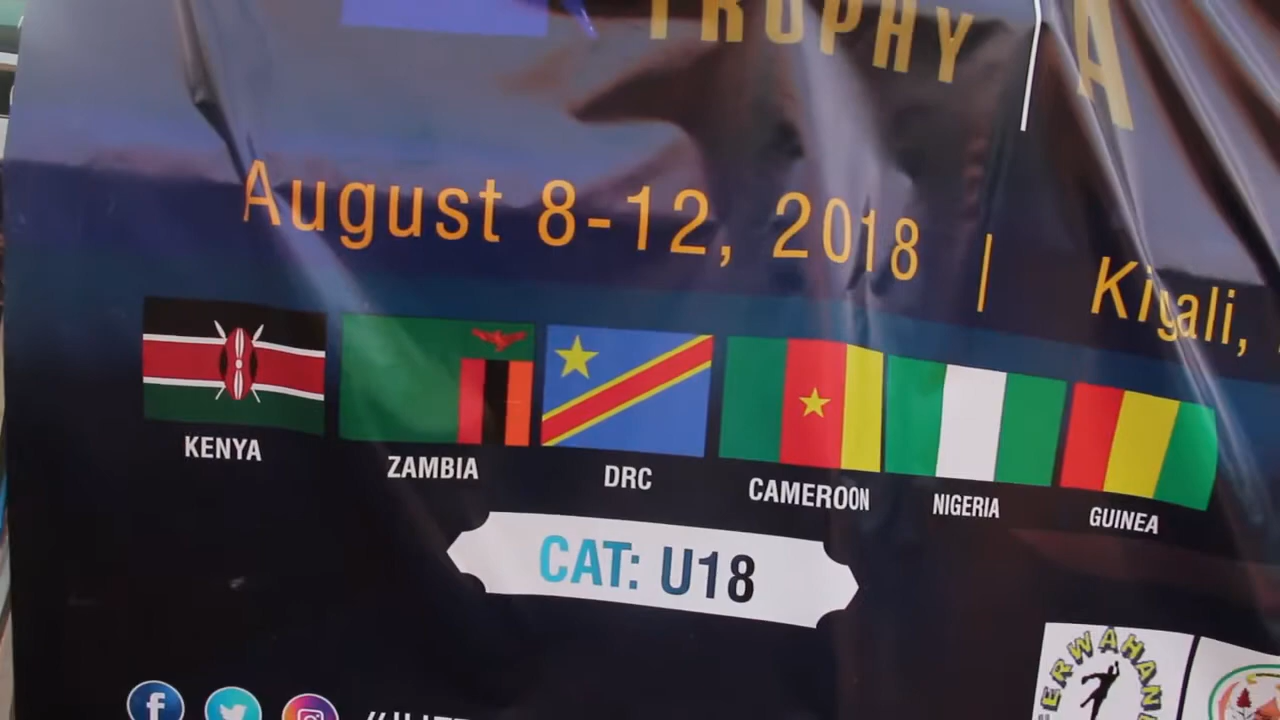 TROPHY | A
August 8-12, 2018 | Kigali,
KENYA
ZAMBIA
DRC
CAMEROON
NIGERIA
GUINEA
CAT: U18